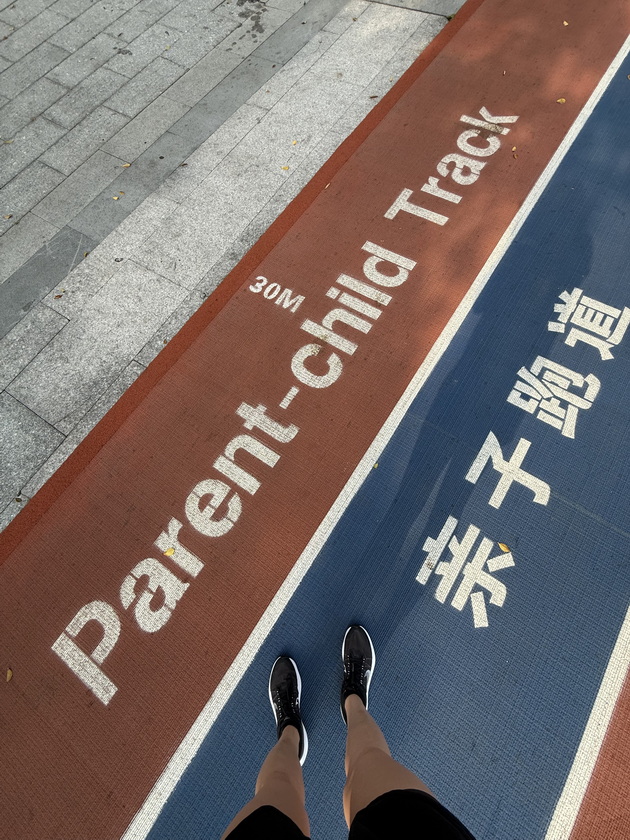 Parent-child Track
30M
亲子跑道